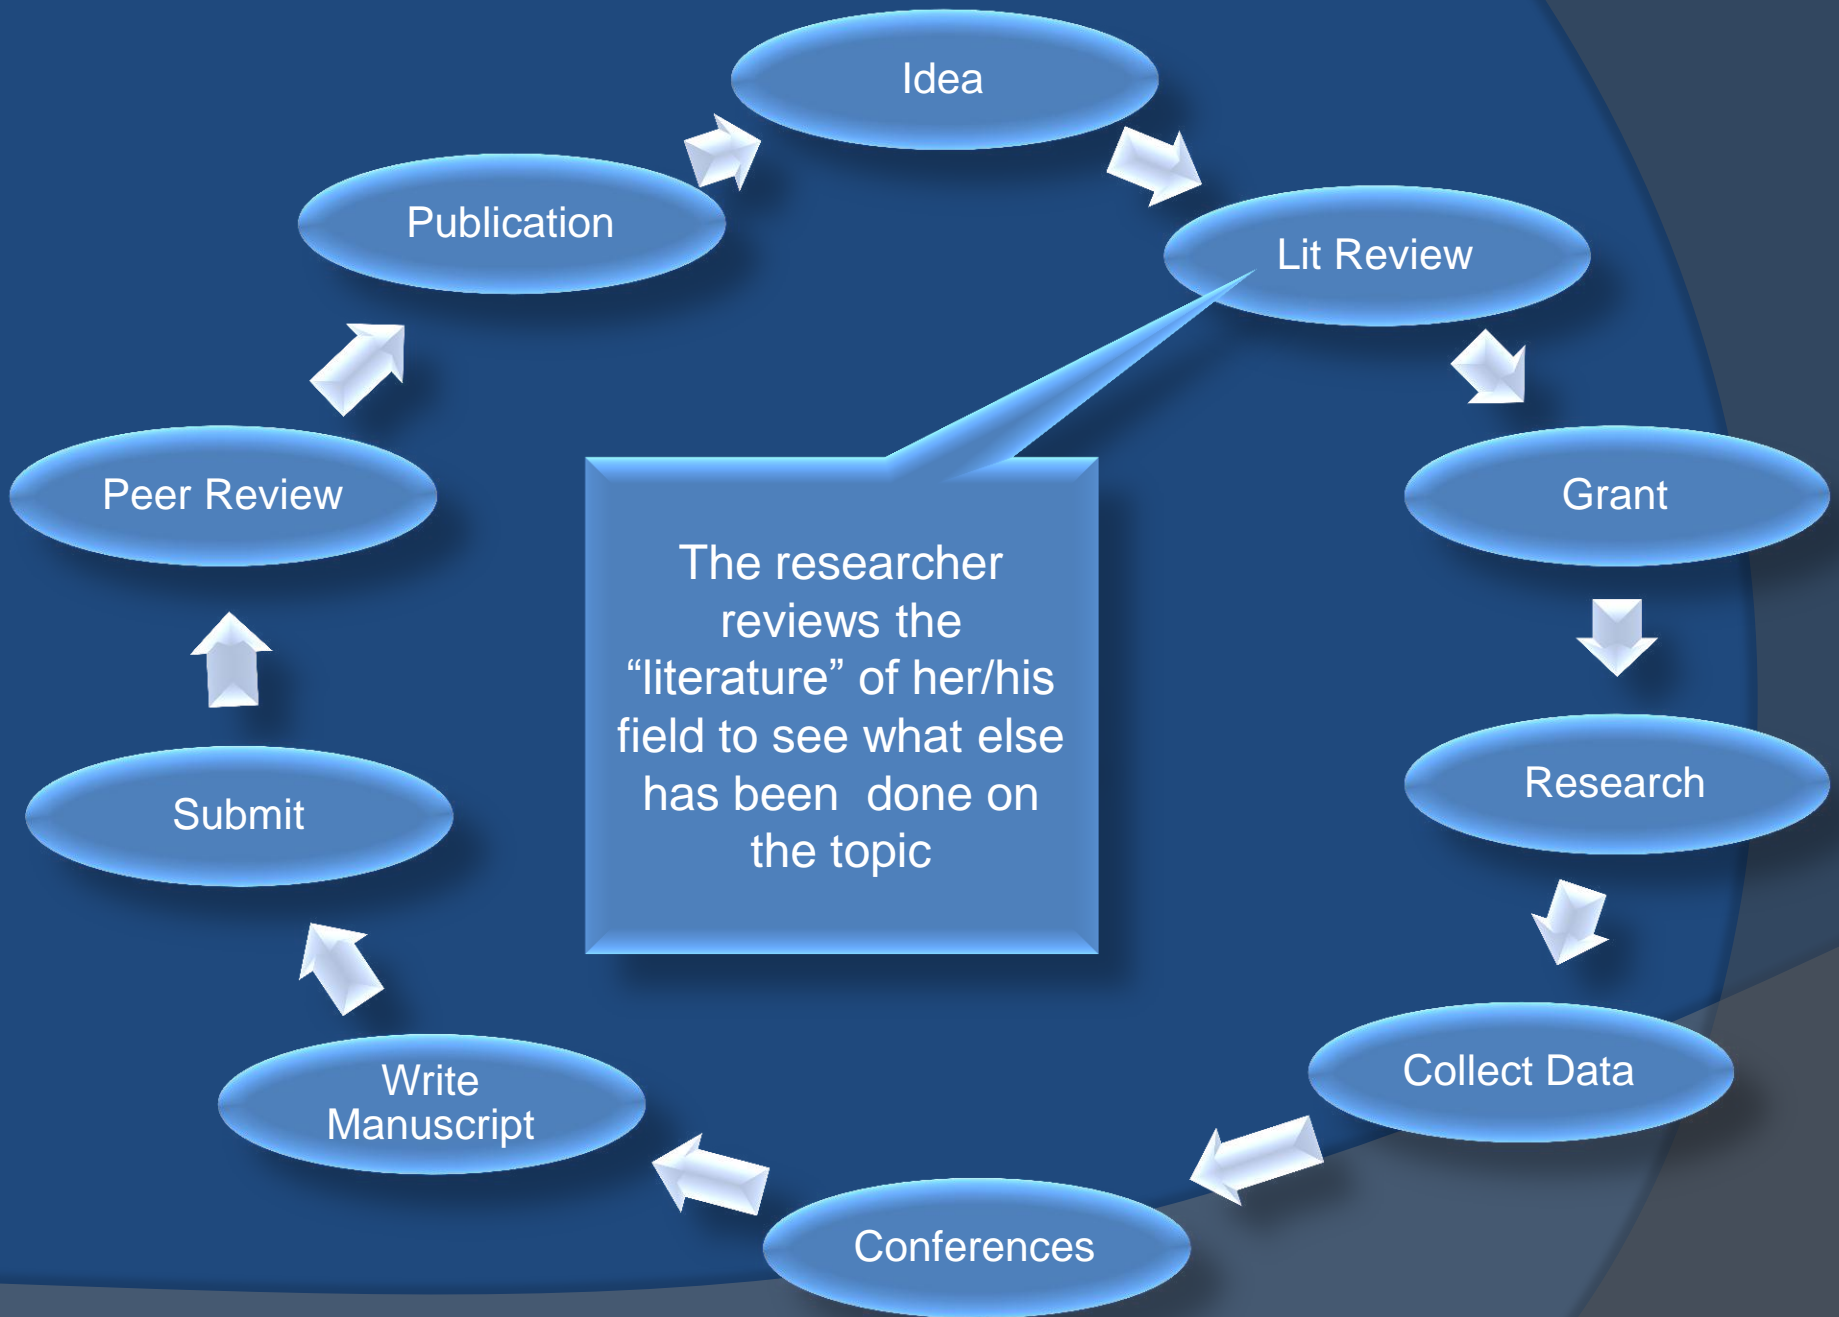 Idea
Publication
Lit Review
Peer Review
Grant
The researcher
reviews the
“literature” of her/his
field to see what else
has been  done on
the topic
Research
Submit
Collect Data
Write
Manuscript
Conferences